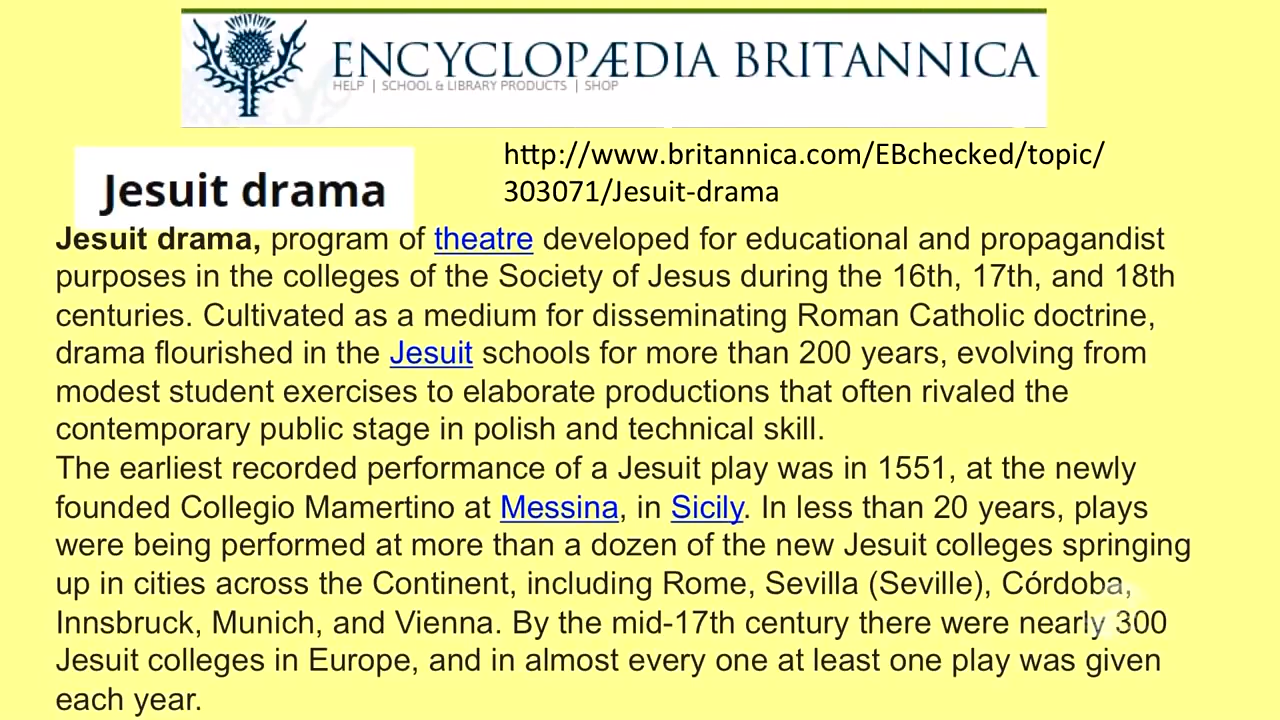 ENCYCLOPÆDIA BRITANNICA
HELP | SCHOOL & LIBRARY PRODUCTS | SHOP
http://www.britannica.com/EBchecked/topic/
303071/Jesuit-drama
Jesuit drama
Jesuit drama, program of theatre developed for educational and propagandist
purposes in the colleges of the Society of Jesus during the 16th, 17th, and 18th
centuries. Cultivated as a medium for disseminating Roman Catholic doctrine,
drama flourished in the Jesuit schools for more than 200 years, evolving from
modest student exercises to elaborate productions that often rivaled the
contemporary public stage in polish and technical skill.
The earliest recorded performance of a Jesuit play was in 1551, at the newly
founded Collegio Mamertino at Messina, in Sicily. In less than 20 years, plays
were being performed at more than a dozen of the new Jesuit colleges springing
up in cities across the Continent, including Rome, Sevilla (Seville), Córdoba,
Innsbruck, Munich, and Vienna. By the mid-17th century there were nearly 300
Jesuit colleges in Europe, and in almost every one at least one play was given
each year.